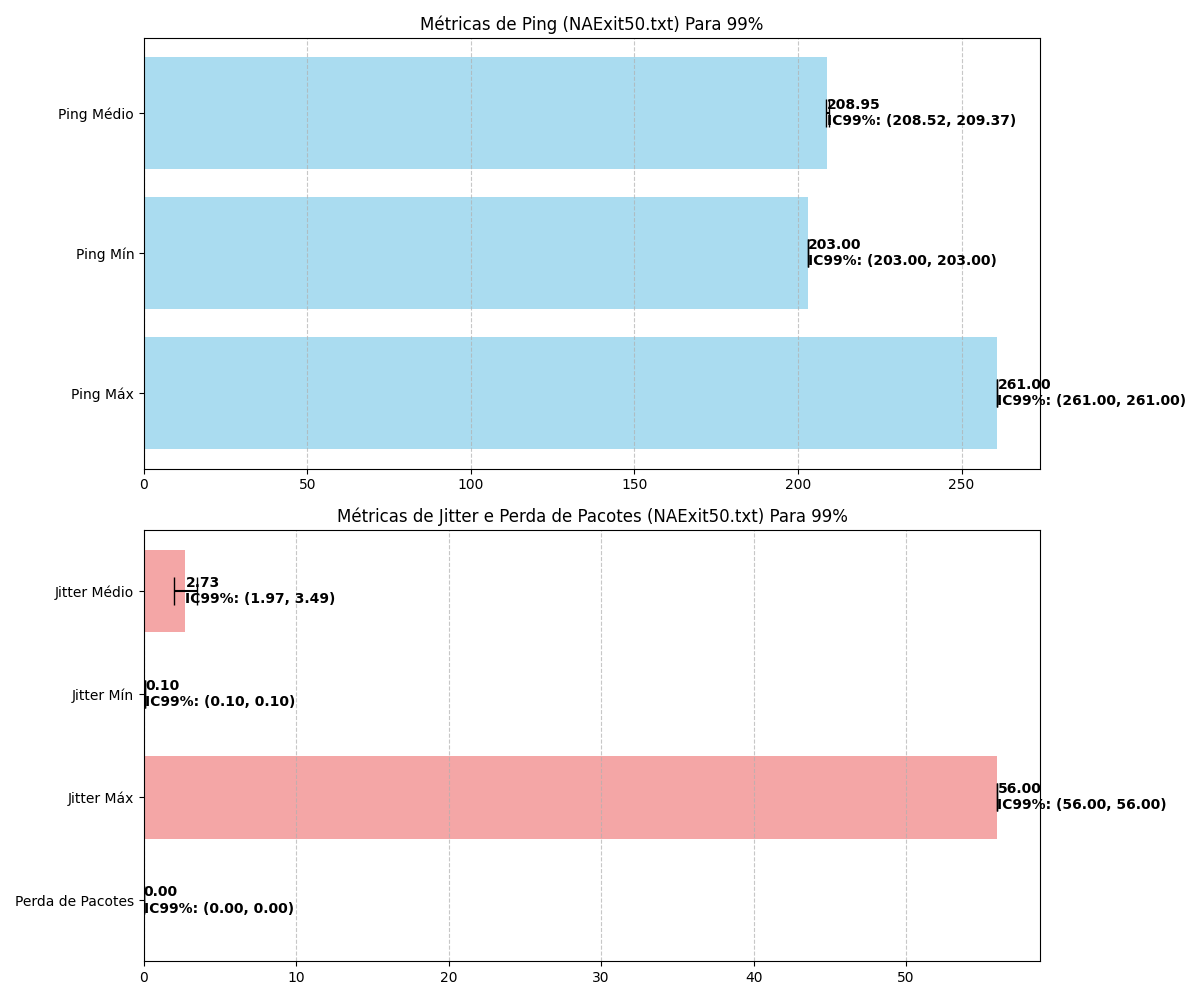 Métricas de Ping (NAExit50.txt) Para 99%
Ping Médio
208.95
IC99%: (208.52, 209.37)
Ping Mín
203.00
IC99%: (203.00, 203.00)
Ping Máx
261.00
IC99%: (261.00, 261.00)
0 50 100 150 200 250
Métricas de Jitter e Perda de Pacotes (NAExit50.txt) Para 99%
Jitter Médio
2.73
IC99%: (1.97, 3.49)
Jitter Mín
0.10
IC99%: (0.10, 0.10)
Jitter Máx
56.00
IC99%: (56.00, 56.00)
Perda de Pacotes
0.00
IC99%: (0.00, 0.00)
0 10 20 30 40 50